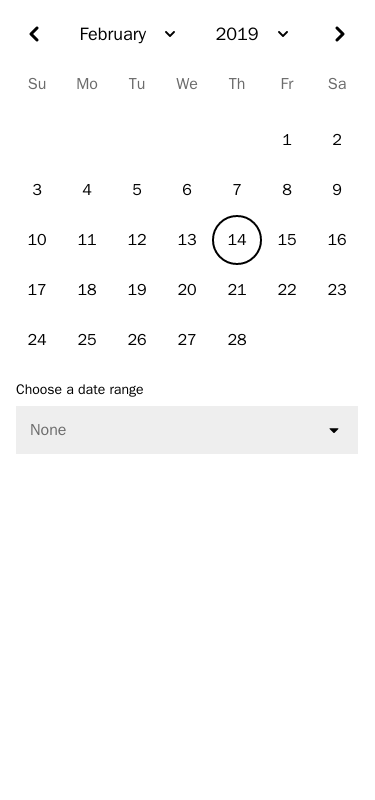 February 2019
Su Mo Tu We Th Fr Sa
1 2
3 4 5 6 7 8 9
10 11 12 13 14 15 16
17 18 19 20 21 22 23
24 25 26 27 28
Choose a date range
None